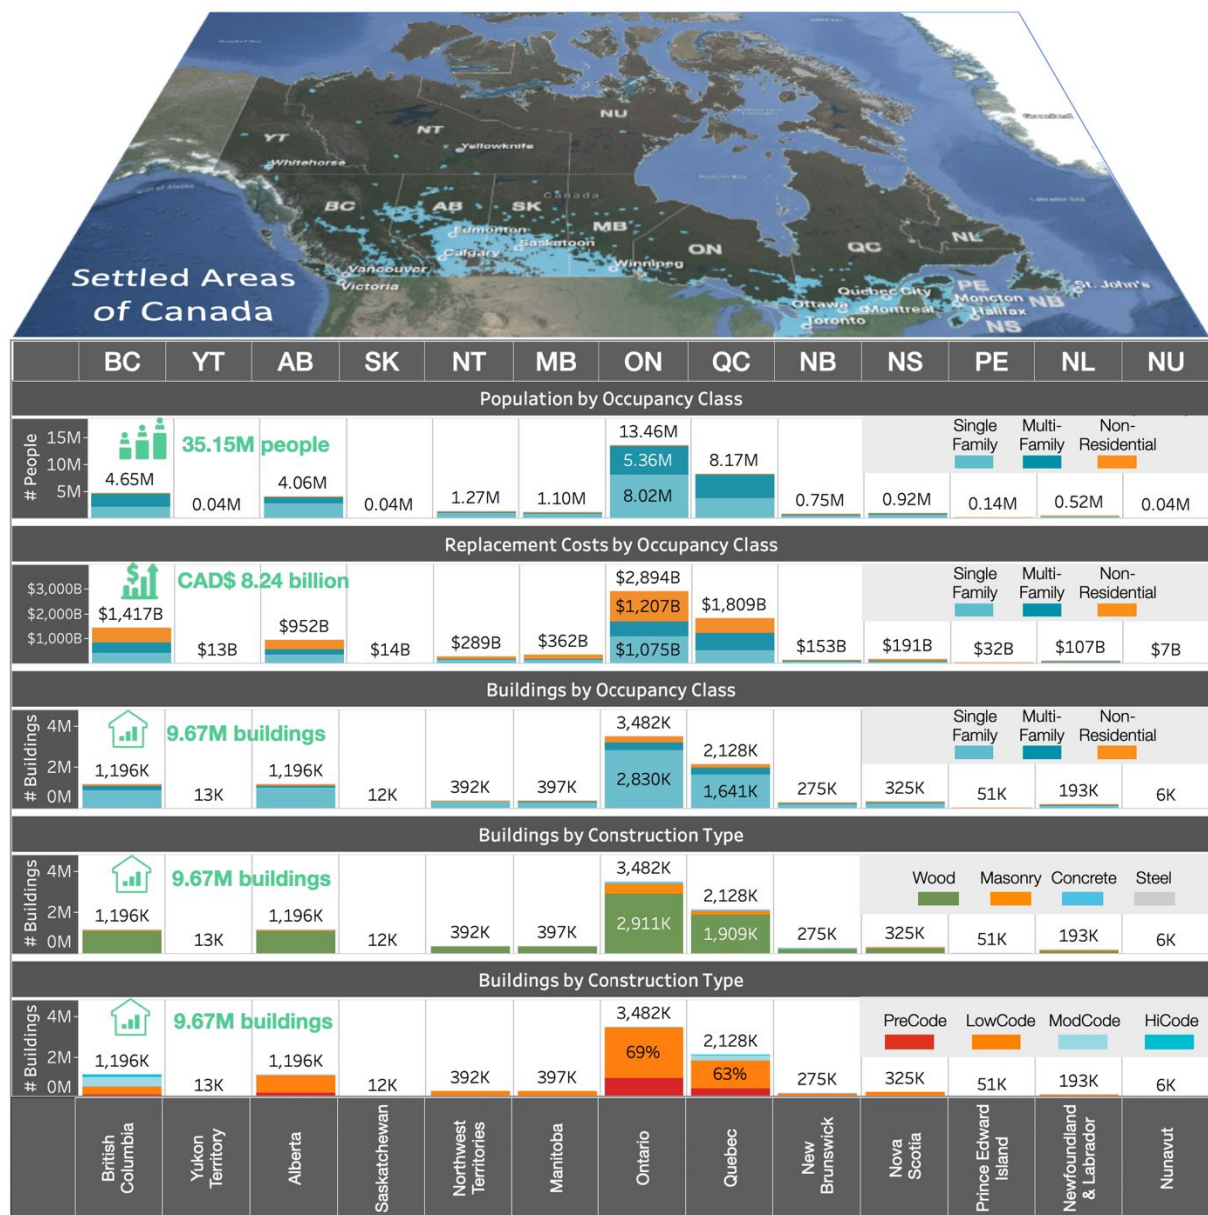 NU
YT
NT
Yellowknife
Whitehorse
Gulf of Alaska
Greenland
Hudson Bay
Labrador Sea
Canada
BC
AB
SK
MB
ON
QC
NL
Edmonton
Saskatoon
Calgary
Winnipeg
Vancouver
Victoria
PE
St. John's
Quebec City
Moncton
NB
Ottawa
Montreal
Halifax
Toronto
NS
Settled Areas
of Canada
BC YT AB SK NT MB ON QC NB NS PE NL NU
Population by Occupancy Class
# People
15M
10M
5M
35.15M people
Single Family
Multi-Family
Non-Residential
4.65M 0.04M 4.06M 0.04M 1.27M 1.10M 13.46M 8.17M 0.75M 0.92M 0.14M 0.52M 0.04M
5.36M
8.02M
Replacement Costs by Occupancy Class
$3,000B
$2,000B
$1,000B
CAD$ 8.24 billion
Single Family
Multi-Family
Non-Residential
$1,417B $13B $952B $14B $289B $362B $2,894B $1,809B $153B $191B $32B $107B $7B
$1,207B
$1,075B
Buildings by Occupancy Class
# Buildings
4M
2M
0M
9.67M buildings
Single Family
Multi-Family
Non-Residential
1,196K 13K 1,196K 12K 392K 397K 3,482K 2,128K 275K 325K 51K 193K 6K
2,830K 1,641K
Buildings by Construction Type
# Buildings
4M
2M
0M
9.67M buildings
Wood Masonry Concrete Steel
1,196K 13K 1,196K 12K 392K 397K 3,482K 2,128K 275K 325K 51K 193K 6K
2,911K 1,909K
Buildings by Construction Type
# Buildings
4M
2M
0M
9.67M buildings
PreCode LowCode ModCode HiCode
1,196K 13K 1,196K 12K 392K 397K 3,482K 2,128K 275K 325K 51K 193K 6K
69% 63%
British Columbia
Yukon Territory
Alberta
Saskatchewan
Northwest Territories
Manitoba
Ontario
Quebec
New Brunswick
Nova Scotia
Prince Edward Island
Newfoundland & Labrador
Nunavut